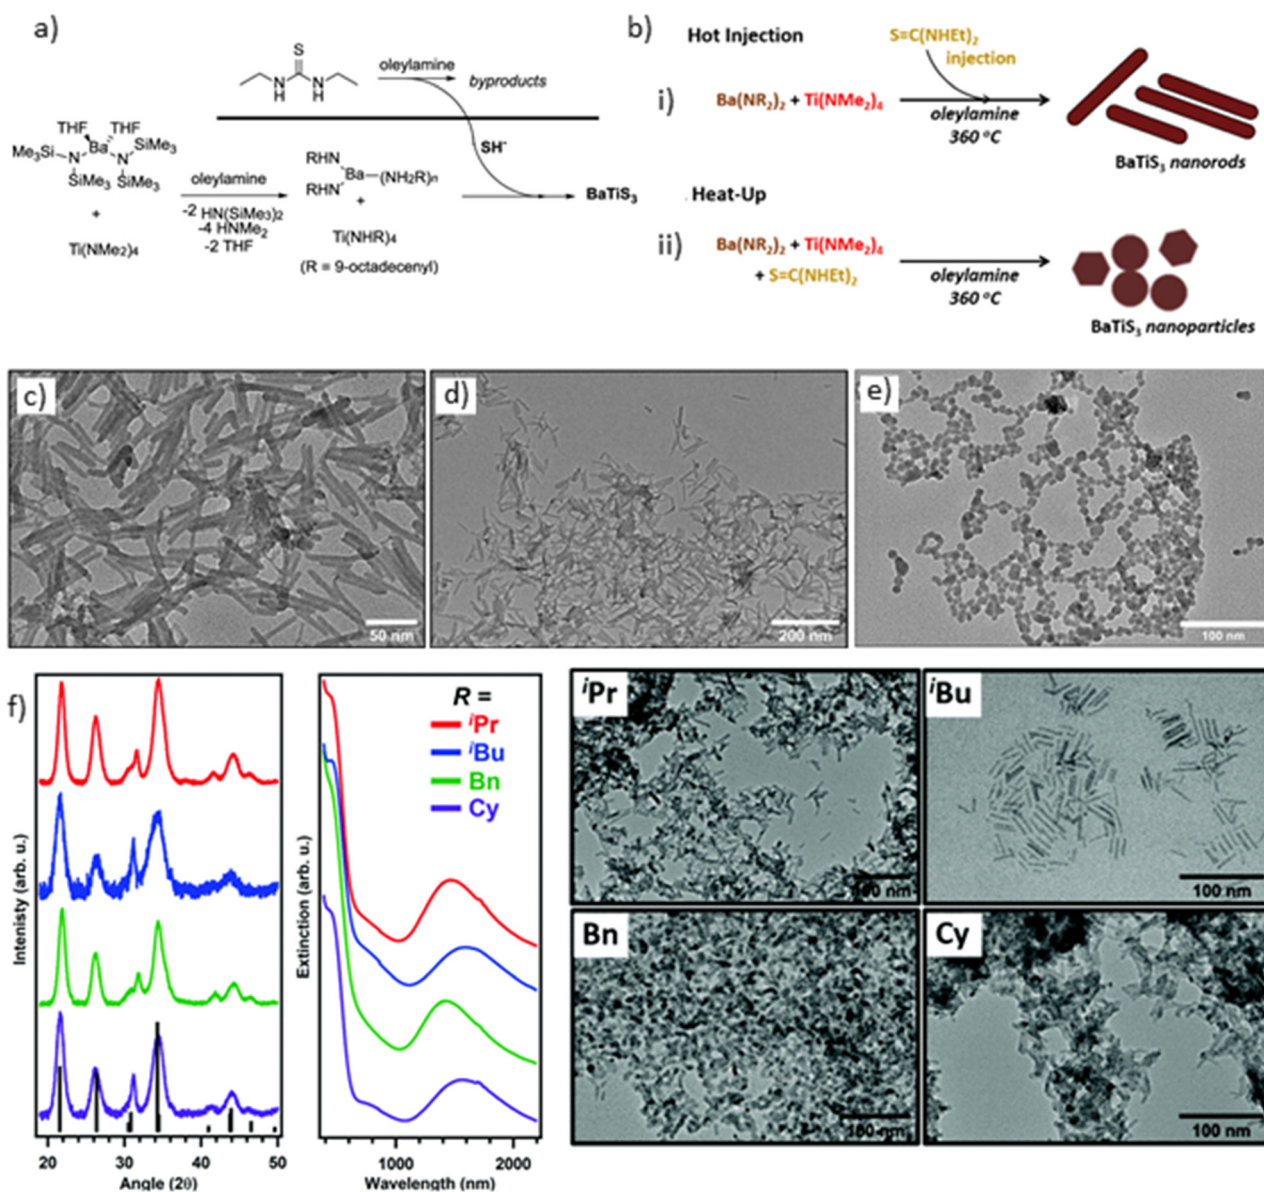 a)
S
N
H
N
H
oleylamine
byproducts
THF
THF
Me₃Si
N
Ba
N
SiMe₃
SiMe₃
SiMe₃
+
Ti(NMe2)₄
oleylamine
-2 HN(SiMe₃)₂
-4 HNMe₂
-2 THF
RHN
Ba—(NH2R)n
RHN
+
Ti(NHR)₄
(R = 9-octadecenyl)
SH⁻
BaTiS₃
b)
Hot Injection
S=C(NHEt)₂
injection
i)
Ba(NR₂)₂ + Ti(NMe₂)₄
oleylamine
360 °C
BaTiS₃ nanorods
Heat-Up
ii)
Ba(NR₂)₂ + Ti(NMe₂)₄
+ S=C(NHEt)₂
oleylamine
360 °C
BaTiS₃ nanoparticles
c)
50 nm
d)
200 nm
e)
100 nm
f)
Intenisty (arb. u.)
20 30 40 50
Angle (2θ)
Extinction (arb. u.)
R =
ⁱPr
ⁱBu
Bn
Cy
1000 2000
Wavelength (nm)
ⁱPr
100 nm
ⁱBu
100 nm
Bn
100 nm
Cy
100 nm